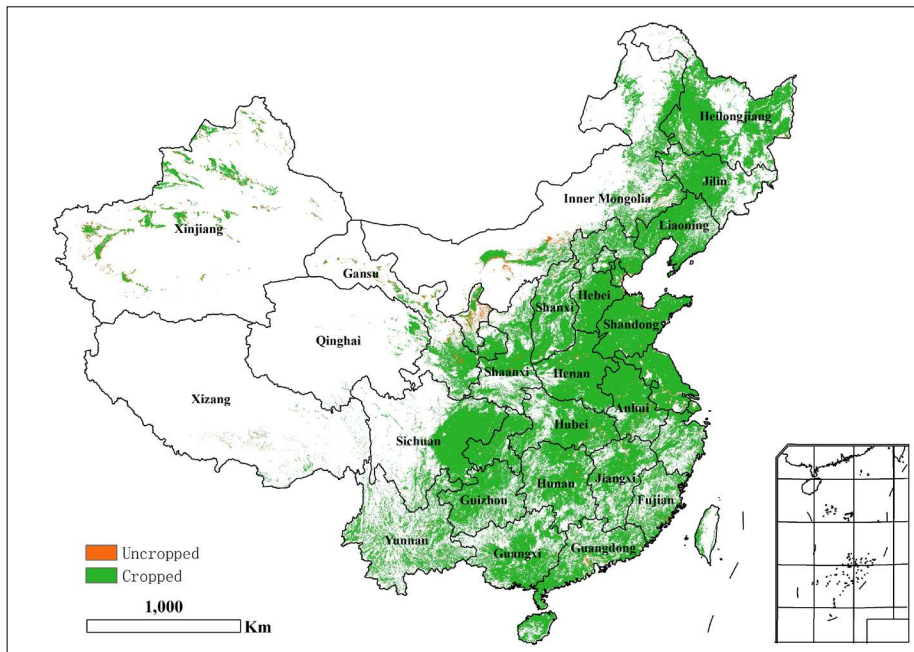 Heilongjiang
Jilin
Inner Mongolia
Liaoning
Xinjiang
Gansu
Hebei
Shanxi
Shandong
Qinghai
Shaanxi
Henan
Xizang
Anhui
Hubei
Sichuan
Hunan
Jiangxi
Guizhou
Fujian
Yunnan
Guangxi
Guangdong
Uncropped
Cropped
1,000
Km